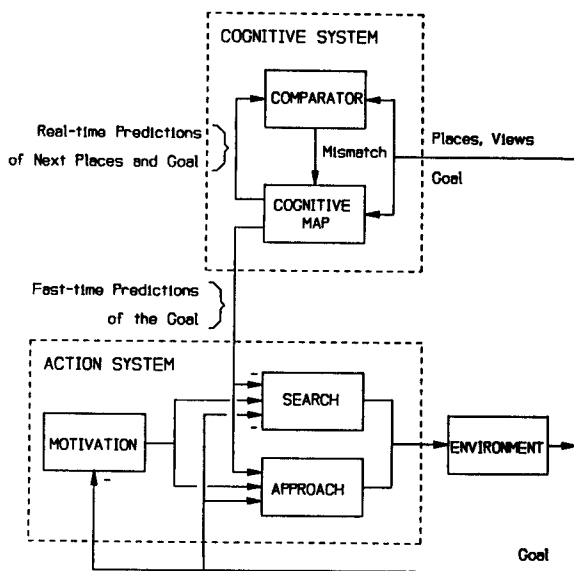 COGNITIVE SYSTEM
COMPARATOR
Real-time Predictions
of Next Places and Goal
Mismatch
Places, Views
Goal
COGNITIVE
MAP
Fast-time Predictions
of the Goal
ACTION SYSTEM
-
SEARCH
-
MOTIVATION
-
ENVIRONMENT
APPROACH
Goal